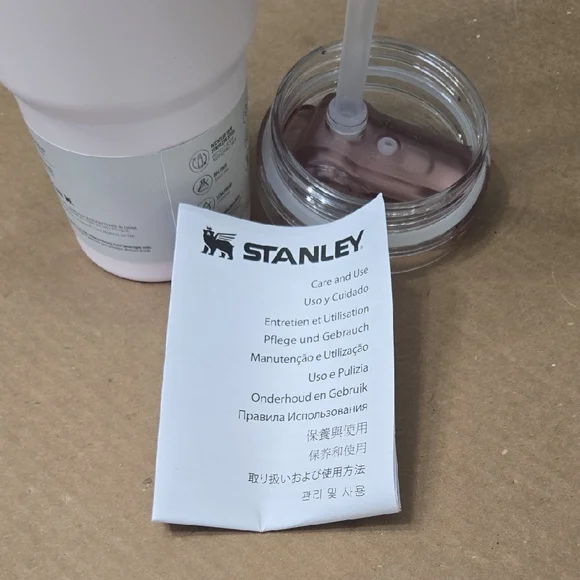 STANLEY
Care and Use
Uso y Cuidado
Entretien et Utilisation
Pflege und Gebrauch
Manutenção e Utilização
Uso e Pulizia
Onderhoud en Gebruik
Правила Использования
保養與使用
保养和使用
取り扱いおよび使用方法
관리 및 사용